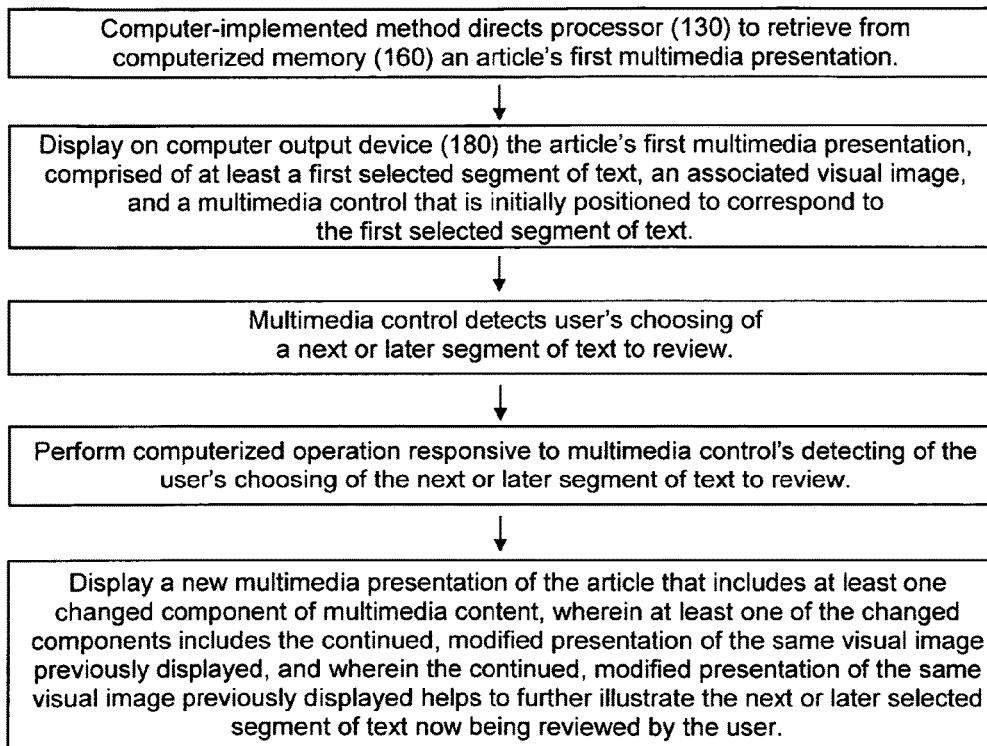 Computer-implemented method directs processor (130) to retrieve from
computerized memory (160) an article's first multimedia presentation.
Display on computer output device (180) the article's first multimedia presentation,
comprised of at least a first selected segment of text, an associated visual image,
and a multimedia control that is initially positioned to correspond to
the first selected segment of text.
Multimedia control detects user's choosing of
a next or later segment of text to review.
Perform computerized operation responsive to multimedia control's detecting of the
user's choosing of the next or later segment of text to review.
Display a new multimedia presentation of the article that includes at least one
changed component of multimedia content, wherein at least one of the changed
components includes the continued, modified presentation of the same visual image
previously displayed, and wherein the continued, modified presentation of the same
visual image previously displayed helps to further illustrate the next or later selected
segment of text now being reviewed by the user.